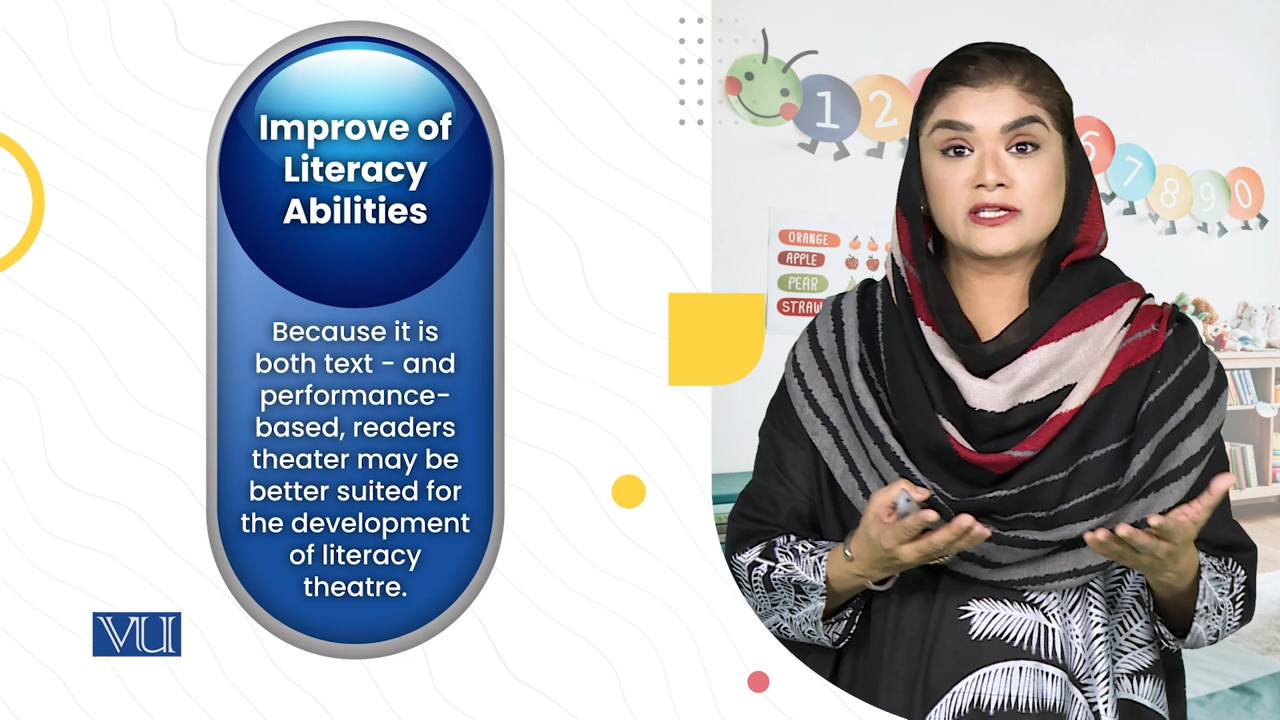 Improve of
Literacy
Abilities
Because it is
both text - and
performance-
based, readers
theater may be
better suited for
the development
of literacy
theatre.
VU
1 2
6 7 8 9 0
ORANGE
APPLE
PEAR
STRAW